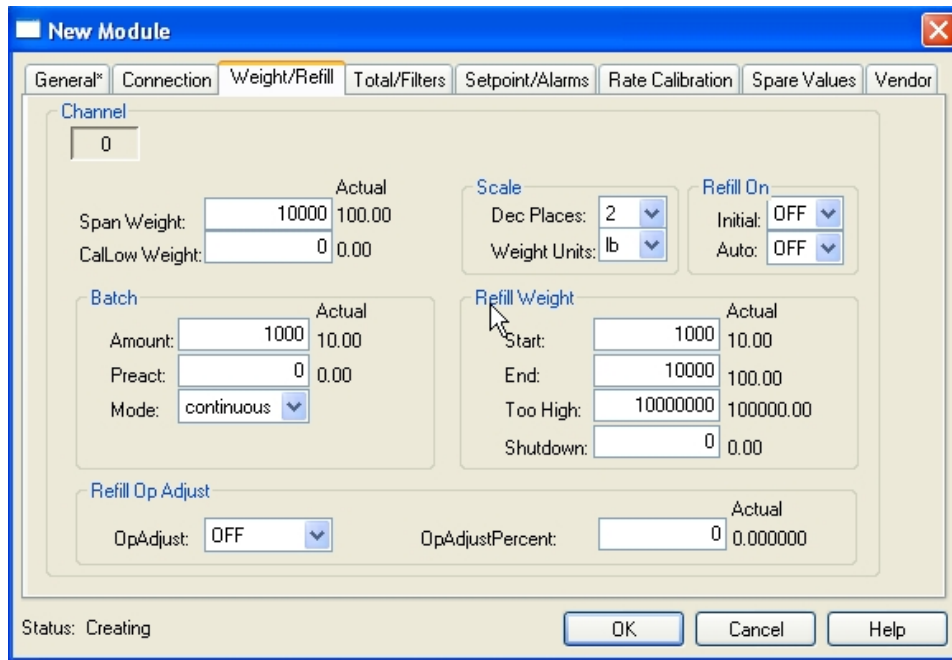 New Module
General* Connection Weight/Refill Total/Filters Setpoint/Alarms Rate Calibration Spare Values Vendor
Channel
0
Actual
Span Weight: 10000 100.00
CalLow Weight: 0 0.00
Scale
Dec Places: 2
Weight Units: lb
Refill On
Initial: OFF
Auto: OFF
Batch
Actual
Amount: 1000 10.00
Preact: 0 0.00
Mode: continuous
Refill Weight
Actual
Start: 1000 10.00
End: 10000 100.00
Too High: 10000000 100000.00
Shutdown: 0 0.00
Refill Op Adjust
Actual
OpAdjust: OFF OpAdjustPercent: 0 0.000000
Status: Creating OK Cancel Help